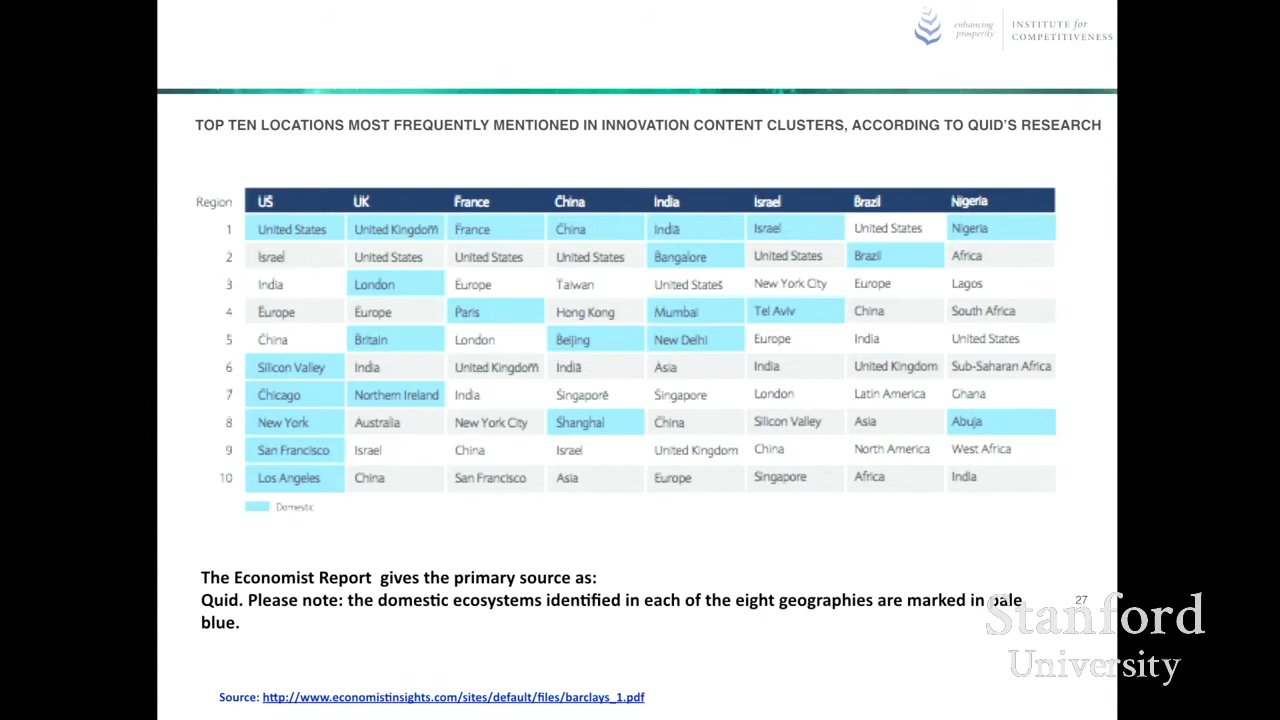 enhancing prosperity INSTITUTE for COMPETITIVENESS
TOP TEN LOCATIONS MOST FREQUENTLY MENTIONED IN INNOVATION CONTENT CLUSTERS, ACCORDING TO QUID'S RESEARCH
Region US UK France China India Israel Brazil Nigeria
1 United States United Kingdom France China India Israel United States Nigeria
2 Israel United States United States United States Bangalore United States Brazil Africa
3 India London Europe Taiwan United States New York City Europe Lagos
4 Europe Europe Paris Hong Kong Mumbai Tel Aviv China South Africa
5 China Britain London Beijing New Delhi Europe India United States
6 Silicon Valley India United Kingdom India Asia India United Kingdom Sub-Saharan Africa
7 Chicago Northern Ireland India Singapore Singapore London Latin America Ghana
8 New York Australia New York City Shanghai China Silicon Valley Asia Abuja
9 San Francisco Israel China Israel United Kingdom China North America West Africa
10 Los Angeles China San Francisco Asia Europe Singapore Africa India
Domestic
The Economist Report gives the primary source as:
Quid. Please note: the domestic ecosystems identified in each of the eight geographies are marked in pale
blue.
27
Stanford
University
Source: http://www.economistinsights.com/sites/default/files/barclays_1.pdf